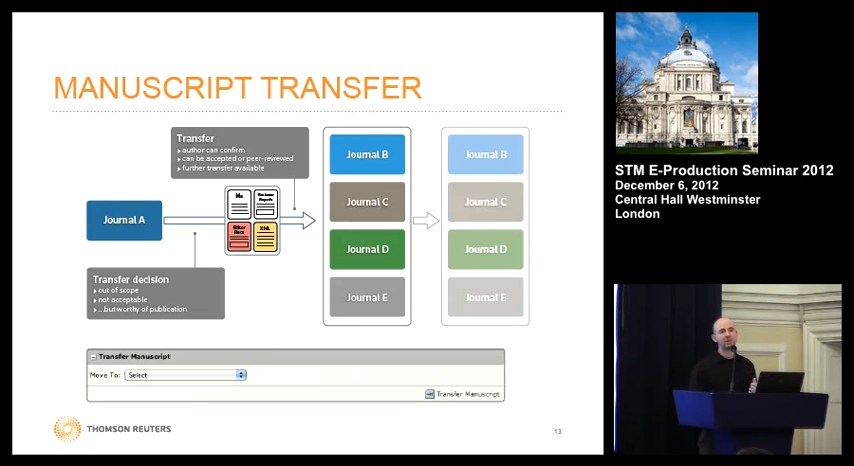 MANUSCRIPT TRANSFER
Transfer
author can confirm
can be accepted or peer-reviewed
further transfer available
Journal A
Ms
Reviewer
Reports
Editor
Recs
XML
Transfer decision
out of scope
not acceptable
...but worthy of publication
Journal B
Journal C
Journal D
Journal E
Journal B
Journal C
Journal D
Journal E
Transfer Manuscript
Move To: Select
Transfer Manuscript
THOMSON REUTERS
13
STM E-Production Seminar 2012
December 6, 2012
Central Hall Westminster
London